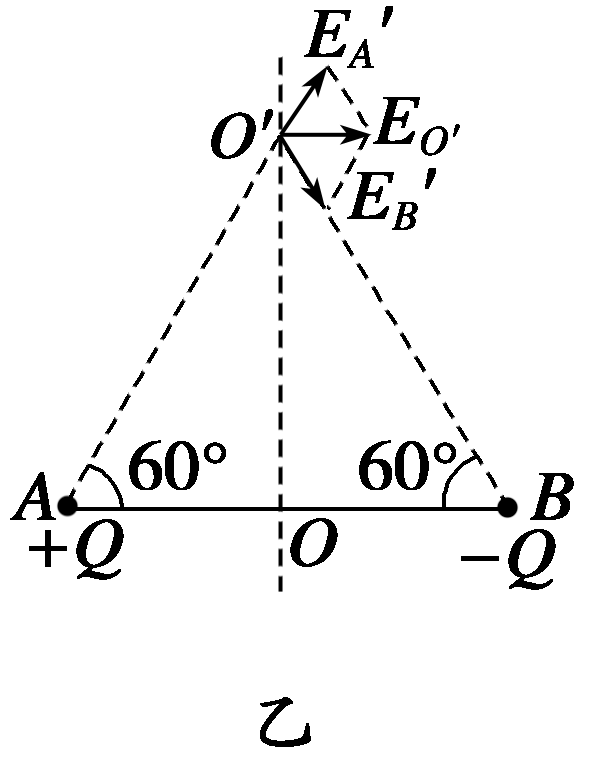 E_A′
O′ E_O′
E_B′
60° 60°
A B
+Q O −Q
乙